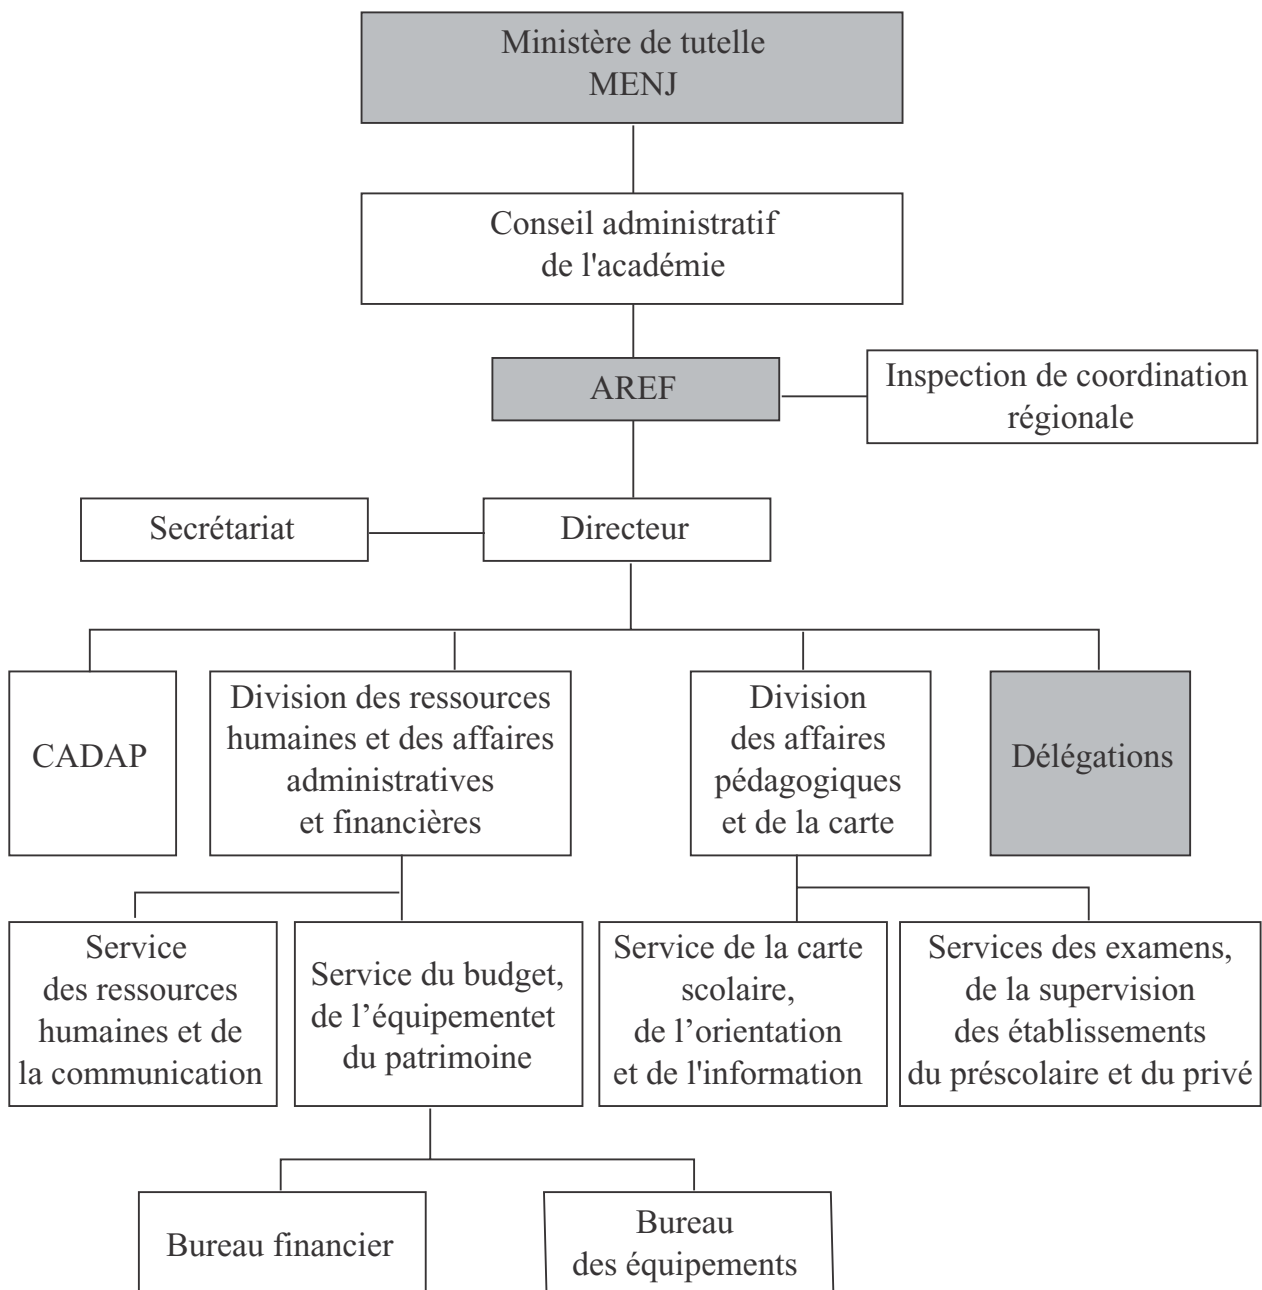 Ministère de tutelle
MENJ
Conseil administratif
de l'académie
AREF
Inspection de coordination
régionale
Secrétariat
Directeur
CADAP
Division des ressources
humaines et des affaires
administratives
et financières
Division
des affaires
pédagogiques
et de la carte
Délégations
Service
des ressources
humaines et de
la communication
Service du budget,
de l’équipementet
du patrimoine
Service de la carte
scolaire,
de l’orientation
et de l'information
Services des examens,
de la supervision
des établissements
du préscolaire et du privé
Bureau financier
Bureau
des équipements